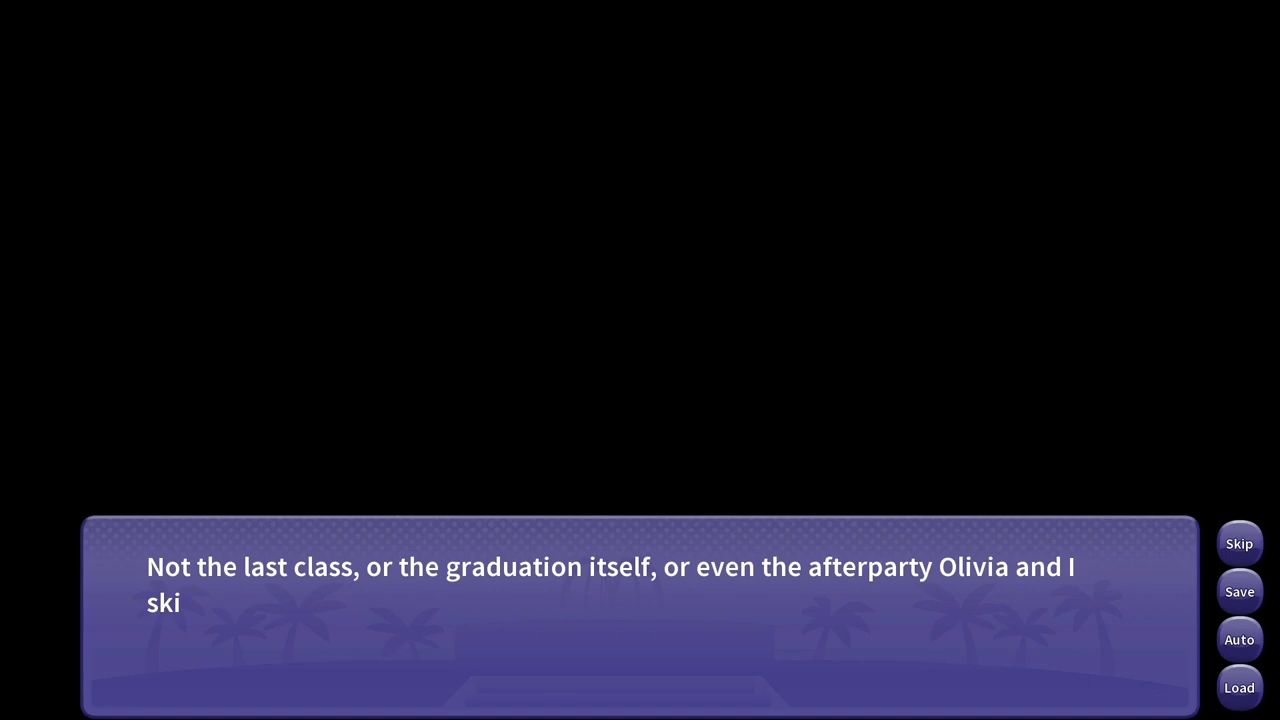 Not the last class, or the graduation itself, or even the afterparty Olivia and I
ski
Skip
Save
Auto
Load